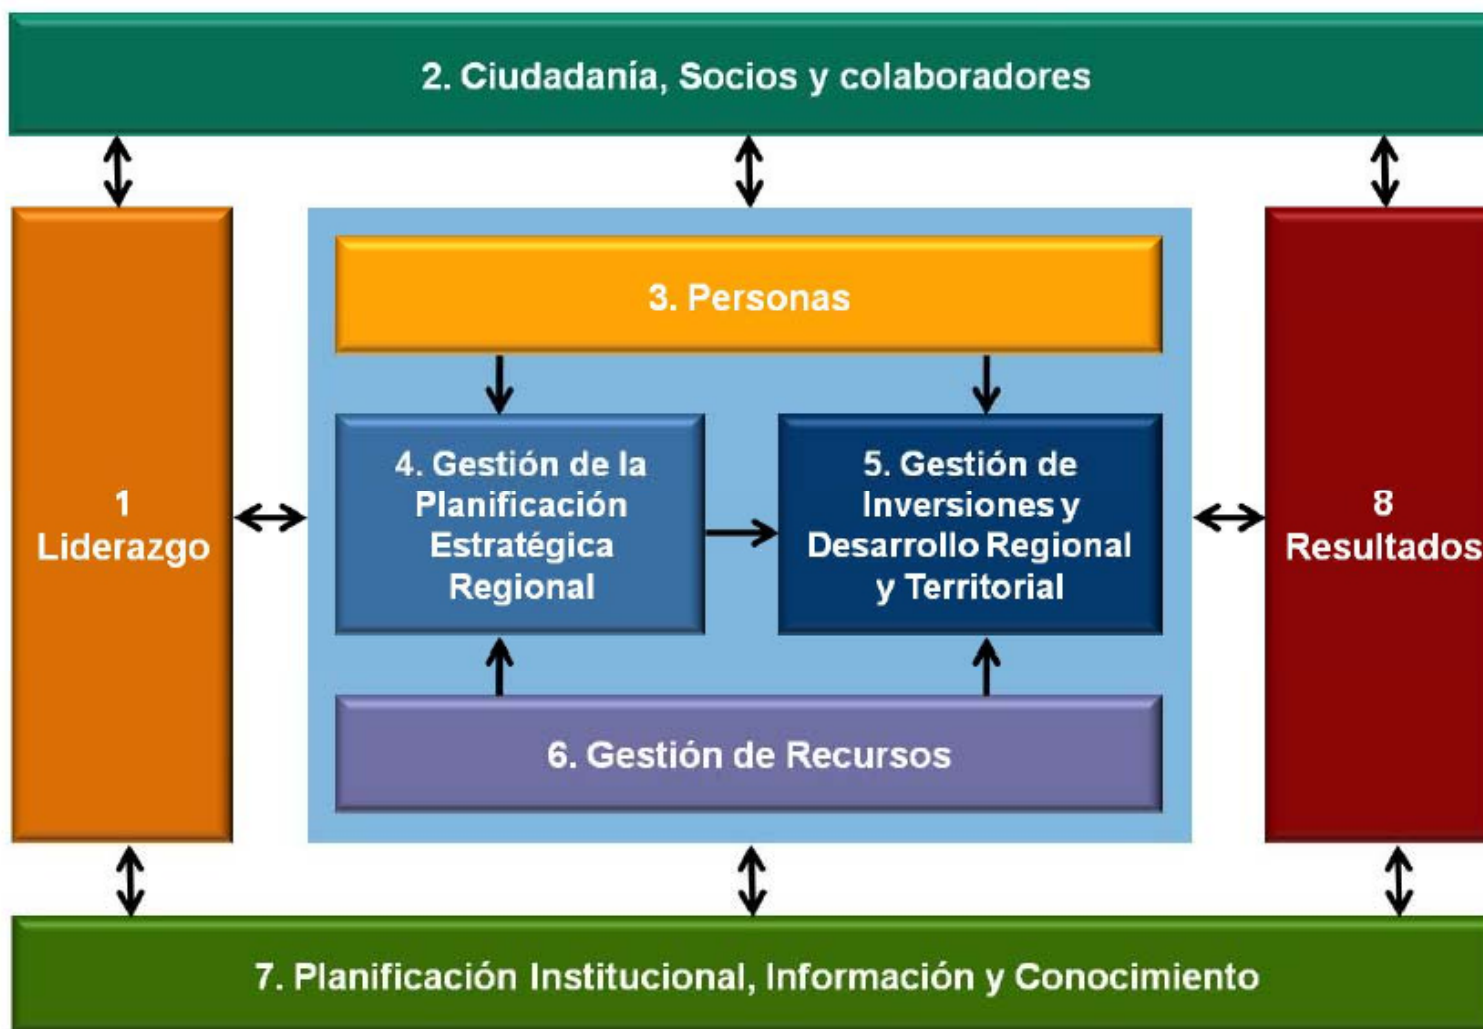 2. Ciudadanía, Socios y colaboradores
1
Liderazgo
3. Personas
4. Gestión de la
Planificación
Estratégica
Regional
5. Gestión de
Inversiones y
Desarrollo Regional
y Territorial
6. Gestión de Recursos
8
Resultados
7. Planificación Institucional, Información y Conocimiento